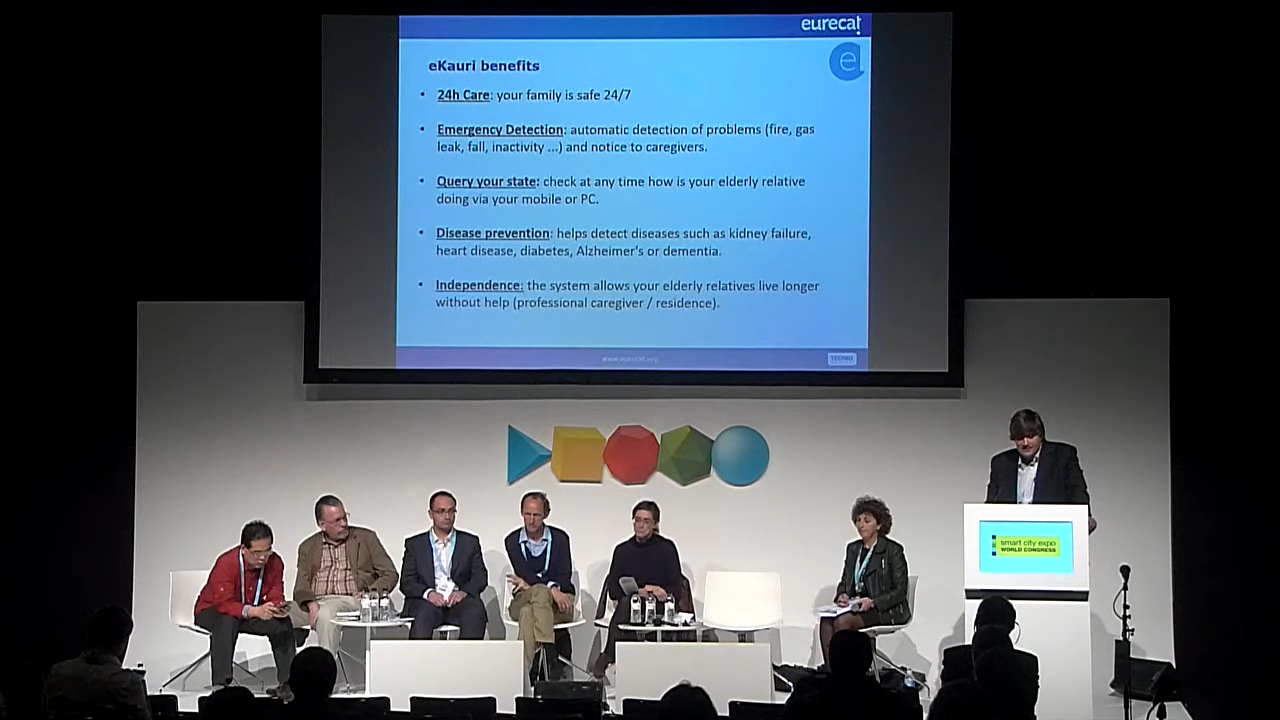 eurecat
e
eKauri benefits
• 24h Care: your family is safe 24/7
• Emergency Detection: automatic detection of problems (fire, gas
leak, fall, inactivity ...) and notice to caregivers.
• Query your state: check at any time how is your elderly relative
doing via your mobile or PC.
• Disease prevention: helps detect diseases such as kidney failure,
heart disease, diabetes, Alzheimer's or dementia.
• Independence: the system allows your elderly relatives live longer
without help (professional caregiver / residence).
www.eurecat.org
TECNIO
smart city expo
WORLD CONGRESS